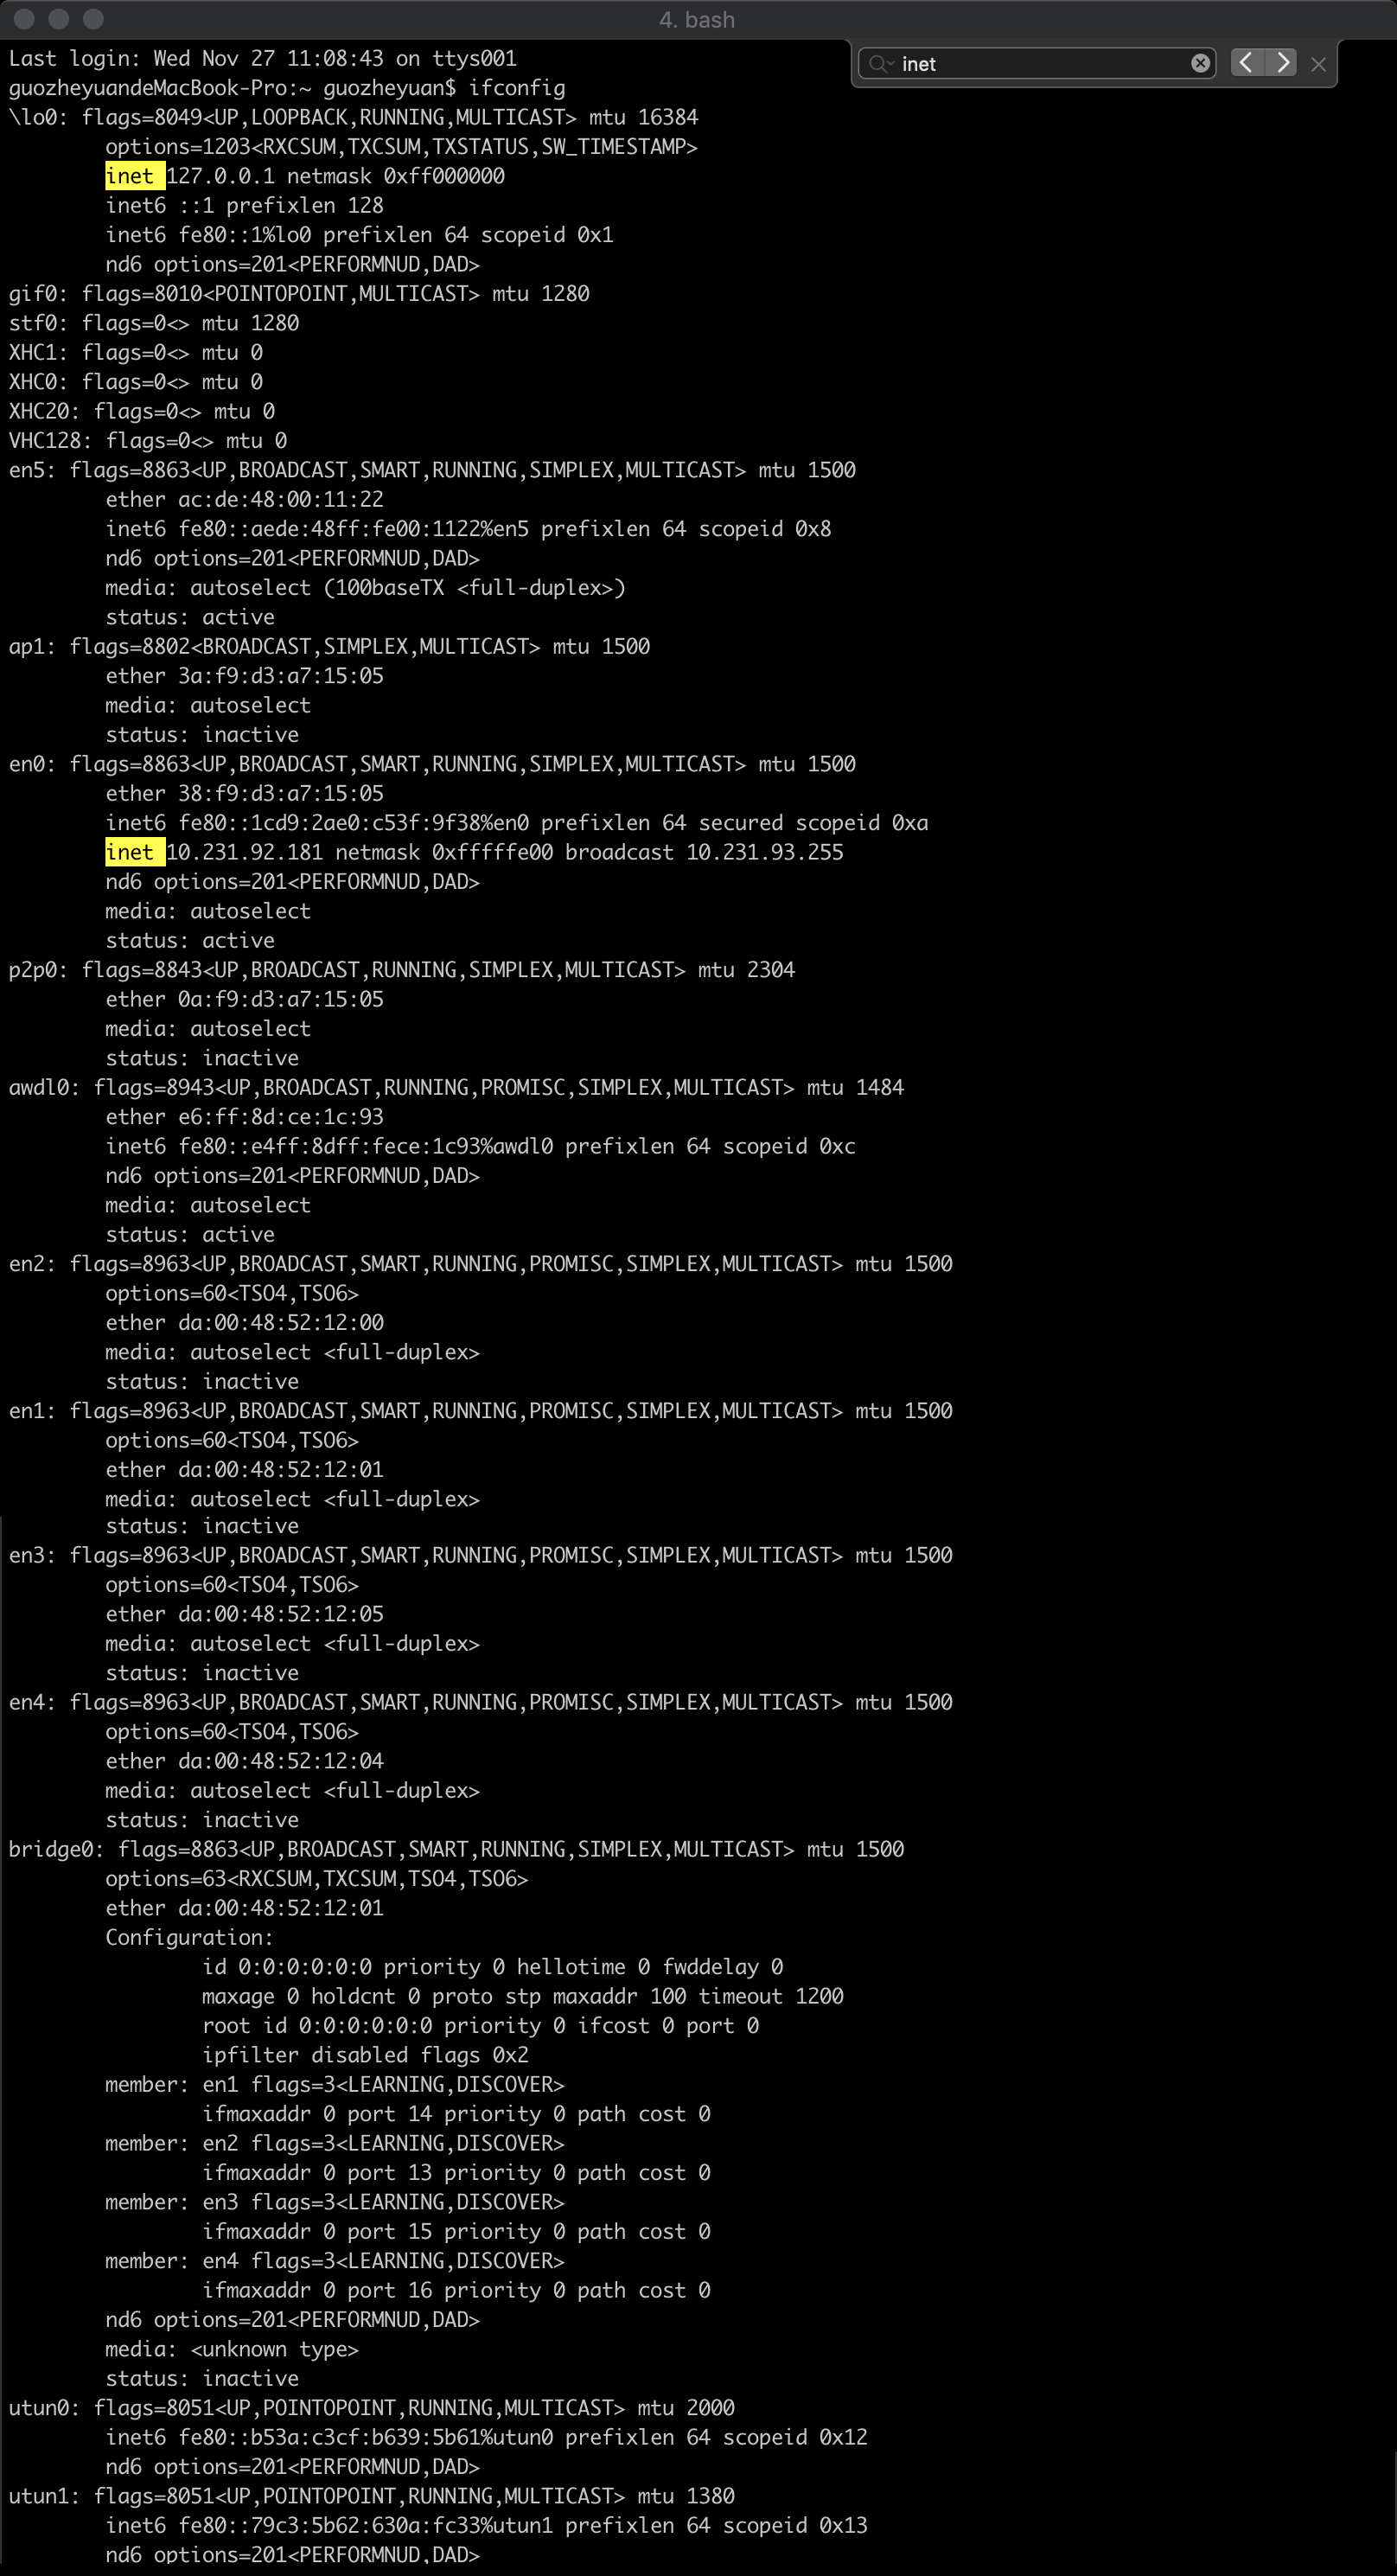 4. bash
inet
Last login: Wed Nov 27 11:08:43 on ttys001
guozheyuandeMacBook-Pro:~ guozheyuan$ ifconfig
\lo0: flags=8049<UP,LOOPBACK,RUNNING,MULTICAST> mtu 16384
options=1203<RXCSUM,TXCSUM,TXSTATUS,SW_TIMESTAMP>
inet 127.0.0.1 netmask 0xff000000
inet6 ::1 prefixlen 128
inet6 fe80::1%lo0 prefixlen 64 scopeid 0x1
nd6 options=201<PERFORMNUD,DAD>
gif0: flags=8010<POINTOPOINT,MULTICAST> mtu 1280
stf0: flags=0<> mtu 1280
XHC1: flags=0<> mtu 0
XHC0: flags=0<> mtu 0
XHC20: flags=0<> mtu 0
VHC128: flags=0<> mtu 0
en5: flags=8863<UP,BROADCAST,SMART,RUNNING,SIMPLEX,MULTICAST> mtu 1500
ether ac:de:48:00:11:22
inet6 fe80::aede:48ff:fe00:1122%en5 prefixlen 64 scopeid 0x8
nd6 options=201<PERFORMNUD,DAD>
media: autoselect (100baseTX <full-duplex>)
status: active
ap1: flags=8802<BROADCAST,SIMPLEX,MULTICAST> mtu 1500
ether 3a:f9:d3:a7:15:05
media: autoselect
status: inactive
en0: flags=8863<UP,BROADCAST,SMART,RUNNING,SIMPLEX,MULTICAST> mtu 1500
ether 38:f9:d3:a7:15:05
inet6 fe80::1cd9:2ae0:c53f:9f38%en0 prefixlen 64 secured scopeid 0xa
inet 10.231.92.181 netmask 0xfffffe00 broadcast 10.231.93.255
nd6 options=201<PERFORMNUD,DAD>
media: autoselect
status: active
p2p0: flags=8843<UP,BROADCAST,RUNNING,SIMPLEX,MULTICAST> mtu 2304
ether 0a:f9:d3:a7:15:05
media: autoselect
status: inactive
awdl0: flags=8943<UP,BROADCAST,RUNNING,PROMISC,SIMPLEX,MULTICAST> mtu 1484
ether e6:ff:8d:ce:1c:93
inet6 fe80::e4ff:8dff:fece:1c93%awdl0 prefixlen 64 scopeid 0xc
nd6 options=201<PERFORMNUD,DAD>
media: autoselect
status: active
en2: flags=8963<UP,BROADCAST,SMART,RUNNING,PROMISC,SIMPLEX,MULTICAST> mtu 1500
options=60<TSO4,TSO6>
ether da:00:48:52:12:00
media: autoselect <full-duplex>
status: inactive
en1: flags=8963<UP,BROADCAST,SMART,RUNNING,PROMISC,SIMPLEX,MULTICAST> mtu 1500
options=60<TSO4,TSO6>
ether da:00:48:52:12:01
media: autoselect <full-duplex>
status: inactive
en3: flags=8963<UP,BROADCAST,SMART,RUNNING,PROMISC,SIMPLEX,MULTICAST> mtu 1500
options=60<TSO4,TSO6>
ether da:00:48:52:12:05
media: autoselect <full-duplex>
status: inactive
en4: flags=8963<UP,BROADCAST,SMART,RUNNING,PROMISC,SIMPLEX,MULTICAST> mtu 1500
options=60<TSO4,TSO6>
ether da:00:48:52:12:04
media: autoselect <full-duplex>
status: inactive
bridge0: flags=8863<UP,BROADCAST,SMART,RUNNING,SIMPLEX,MULTICAST> mtu 1500
options=63<RXCSUM,TXCSUM,TSO4,TSO6>
ether da:00:48:52:12:01
Configuration:
id 0:0:0:0:0:0 priority 0 hellotime 0 fwddelay 0
maxage 0 holdcnt 0 proto stp maxaddr 100 timeout 1200
root id 0:0:0:0:0:0 priority 0 ifcost 0 port 0
ipfilter disabled flags 0x2
member: en1 flags=3<LEARNING,DISCOVER>
ifmaxaddr 0 port 14 priority 0 path cost 0
member: en2 flags=3<LEARNING,DISCOVER>
ifmaxaddr 0 port 13 priority 0 path cost 0
member: en3 flags=3<LEARNING,DISCOVER>
ifmaxaddr 0 port 15 priority 0 path cost 0
member: en4 flags=3<LEARNING,DISCOVER>
ifmaxaddr 0 port 16 priority 0 path cost 0
nd6 options=201<PERFORMNUD,DAD>
media: <unknown type>
status: inactive
utun0: flags=8051<UP,POINTOPOINT,RUNNING,MULTICAST> mtu 2000
inet6 fe80::b53a:c3cf:b639:5b61%utun0 prefixlen 64 scopeid 0x12
nd6 options=201<PERFORMNUD,DAD>
utun1: flags=8051<UP,POINTOPOINT,RUNNING,MULTICAST> mtu 1380
inet6 fe80::79c3:5b62:630a:fc33%utun1 prefixlen 64 scopeid 0x13
nd6 options=201<PERFORMNUD,DAD>